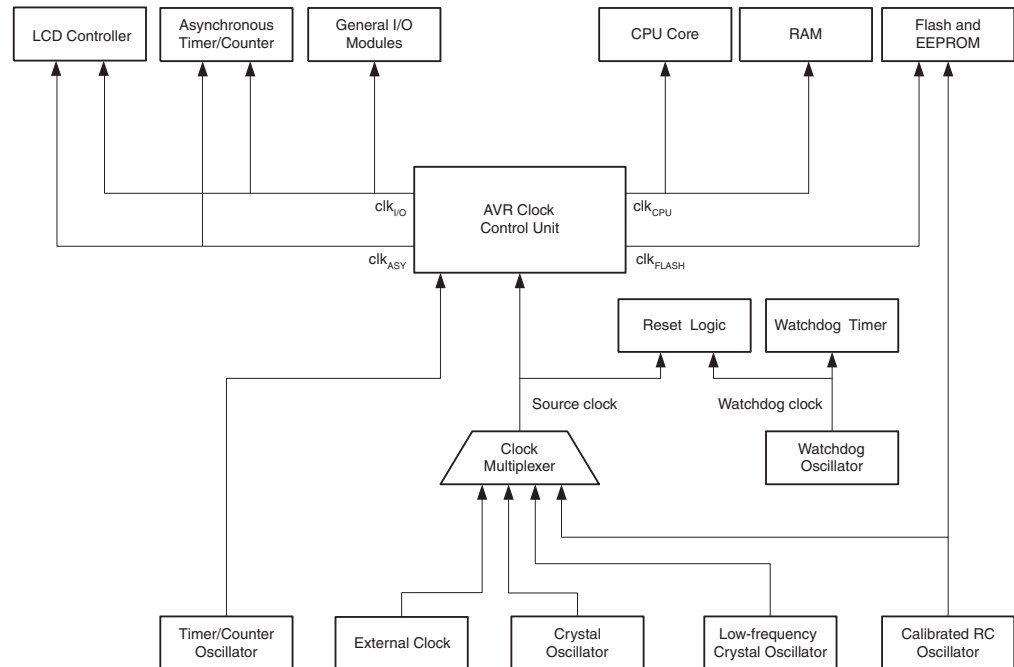 LCD Controller
Asynchronous
Timer/Counter
General I/O
Modules
CPU Core
RAM
Flash and
EEPROM
clkI/O
AVR Clock
Control Unit
clkCPU
clkASY
clkFLASH
Reset Logic
Watchdog Timer
Source clock
Watchdog clock
Clock
Multiplexer
Watchdog
Oscillator
Timer/Counter
Oscillator
External Clock
Crystal
Oscillator
Low-frequency
Crystal Oscillator
Calibrated RC
Oscillator